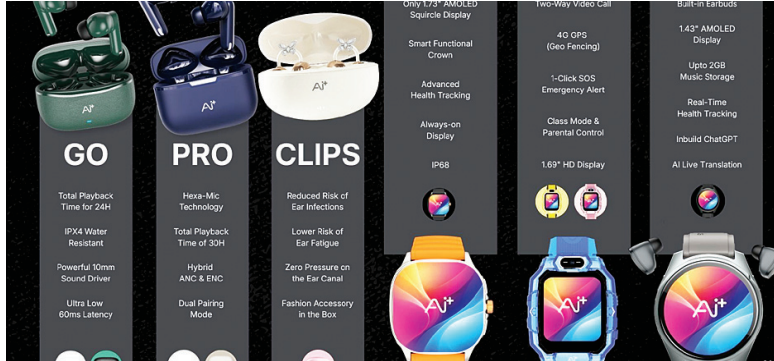 Ai+
Ai+
Ai+
GO
Total Playback
Time for 24H
IPX4 Water
Resistant
Powerful 10mm
Sound Driver
Ultra Low
60ms Latency
PRO
Hexa-Mic
Technology
Total Playback
Time of 30H
Hybrid
ANC & ENC
Dual Pairing
Mode
CLIPS
Reduced Risk of
Ear Infections
Lower Risk of
Ear Fatigue
Zero Pressure on
the Ear Canal
Fashion Accessory
in the Box
Only 1.73" AMOLED
Squircle Display
Smart Functional
Crown
Advanced
Health Tracking
Always-on
Display
IP68
Ai+
Two-Way Video Call
4G GPS
(Geo Fencing)
1-Click SOS
Emergency Alert
Class Mode &
Parental Control
1.69" HD Display
Ai+
Built-in Earbuds
1.43" AMOLED
Display
Upto 2GB
Music Storage
Real-Time
Health Tracking
Inbuild ChatGPT
AI Live Translation
Ai+